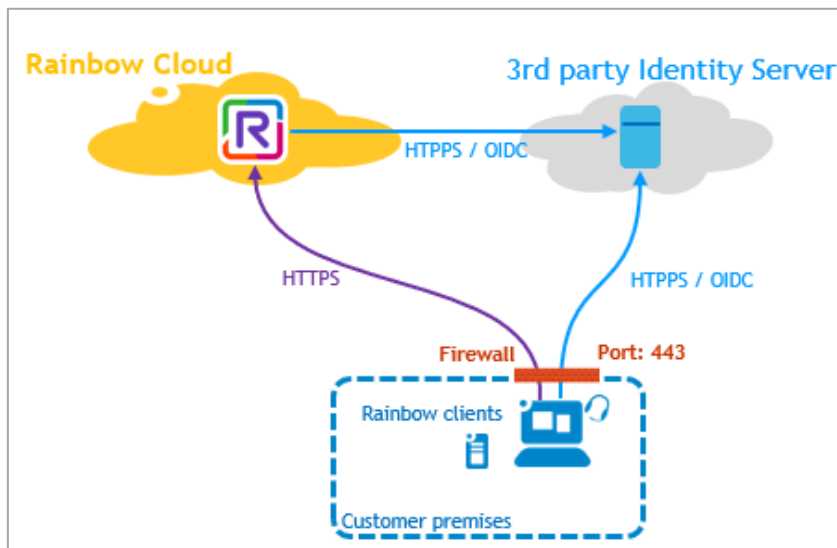 Rainbow Cloud
3rd party Identity Server
R
HTPPS / OIDC
HTTPS
HTPPS / OIDC
Firewall
Port: 443
Rainbow clients
Customer premises